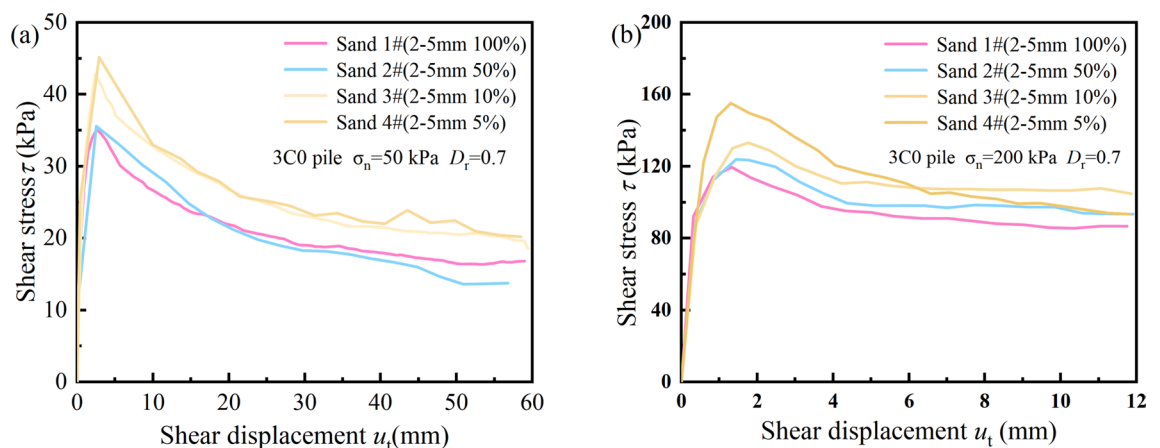 (a)
50
40
30
20
10
0
Shear stress τ (kPa)
Sand 1#(2-5mm 100%)
Sand 2#(2-5mm 50%)
Sand 3#(2-5mm 10%)
Sand 4#(2-5mm 5%)
3C0 pile σn=50 kPa Dr=0.7
0 10 20 30 40 50 60
Shear displacement ut(mm)
(b)
200
160
120
80
40
0
Shear stress τ (kPa)
Sand 1#(2-5mm 100%)
Sand 2#(2-5mm 50%)
Sand 3#(2-5mm 10%)
Sand 4#(2-5mm 5%)
3C0 pile σn=200 kPa Dr=0.7
0 2 4 6 8 10 12
Shear displacement ut (mm)